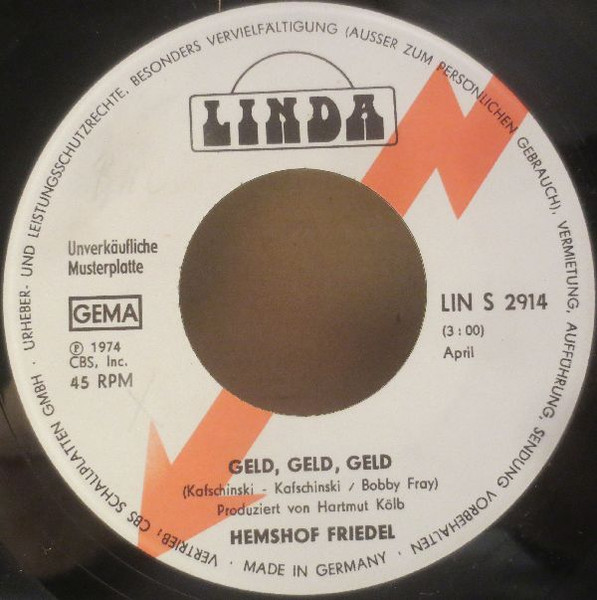 LINDA
Unverkäufliche
Musterplatte
GEMA
Ⓟ 1974
CBS, Inc.
45 RPM
LIN S 2914
(3:00)
April
GELD, GELD, GELD
(Kafschinski - Kafschinski / Bobby Fray)
Produziert von Hartmut Kölb
HEMSHOF FRIEDEL
· MADE IN GERMANY ·
VERTRIEB: CBS SCHALLPLATTEN GMBH · URHEBER- UND LEISTUNGSSCHUTZRECHTE, BESONDERS VERVIELFÄLTIGUNG (AUSSER ZUM PERSÖNLICHEN GEBRAUCH), VERMIETUNG, AUFFÜHRUNG, SENDUNG VORBEHALTEN